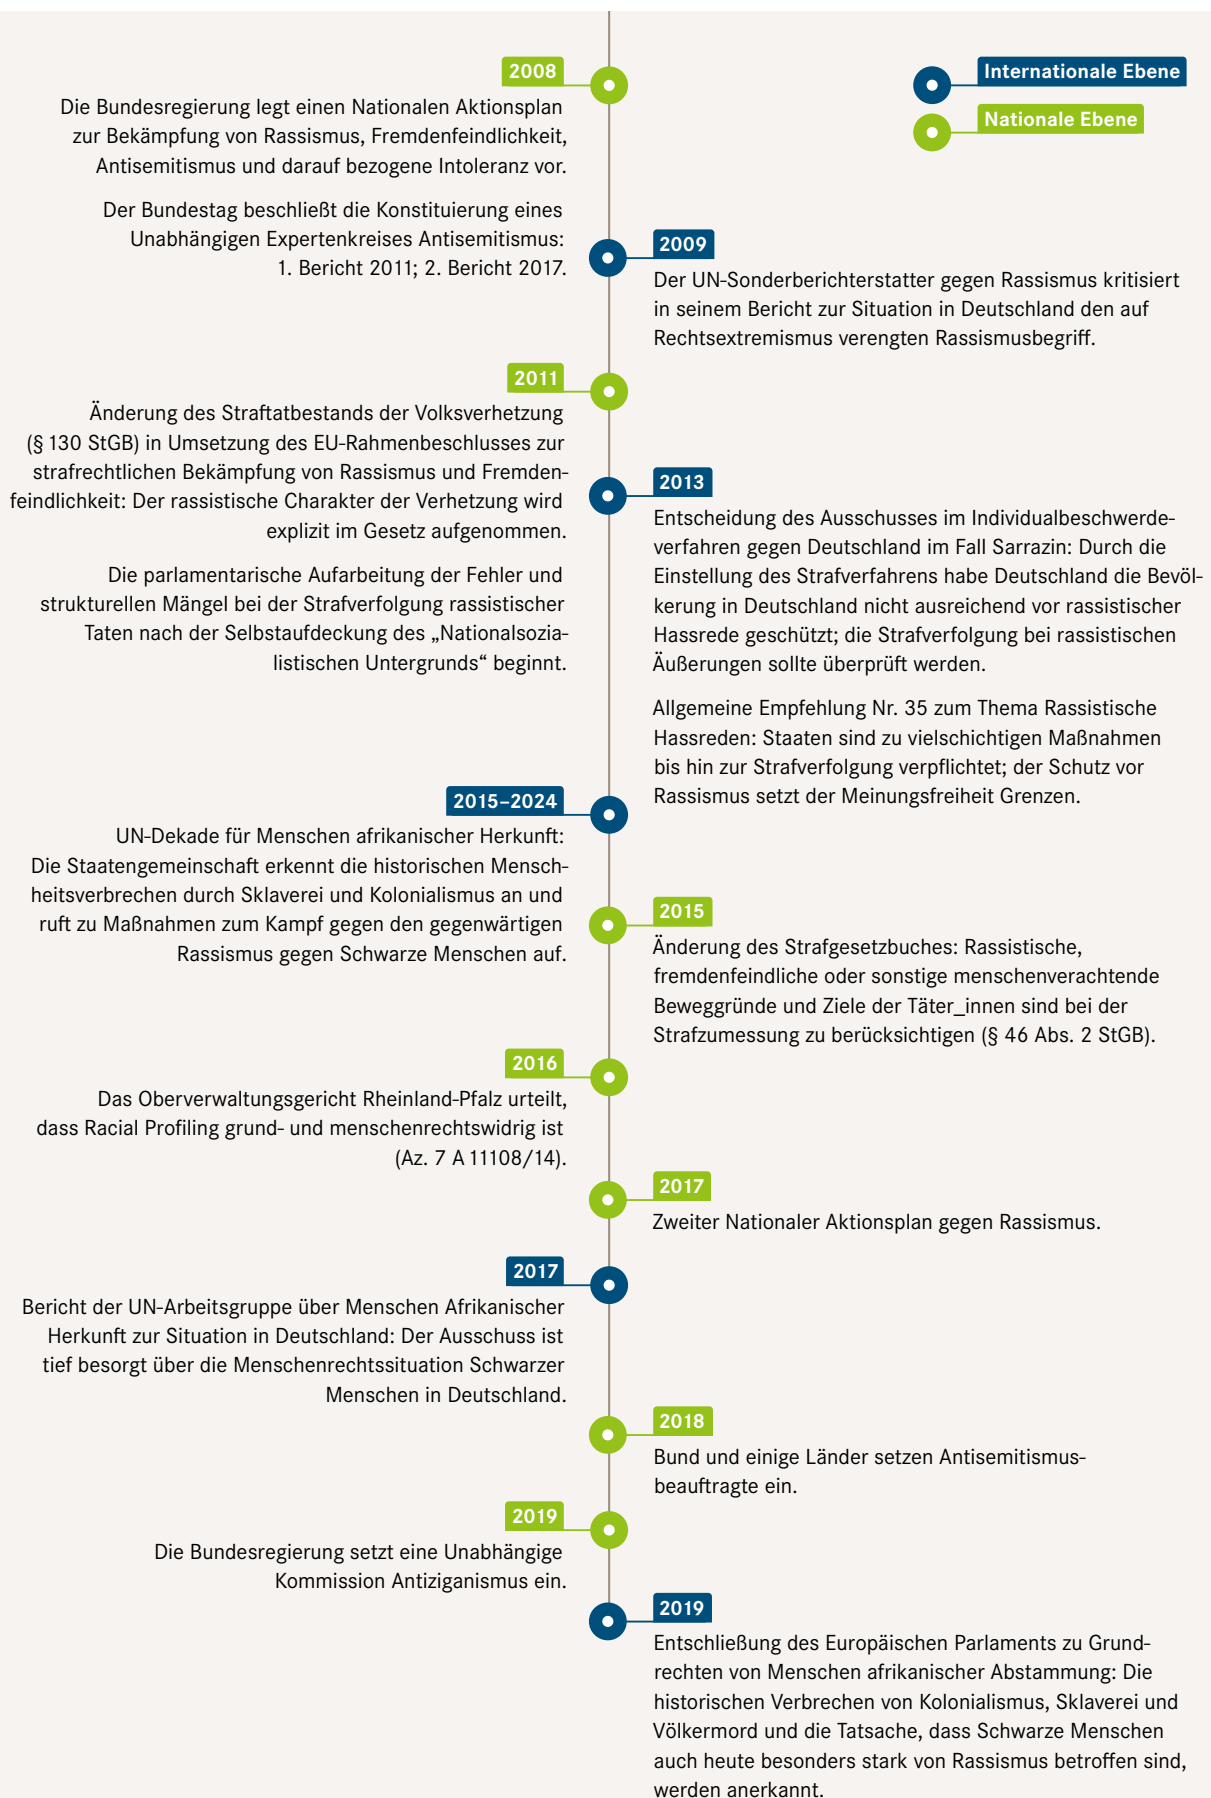 2008
Die Bundesregierung legt einen Nationalen Aktionsplan
zur Bekämpfung von Rassismus, Fremdenfeindlichkeit,
Antisemitismus und darauf bezogene Intoleranz vor.
Der Bundestag beschließt die Konstituierung eines
Unabhängigen Expertenkreises Antisemitismus:
1. Bericht 2011; 2. Bericht 2017.
Internationale Ebene
Nationale Ebene
2009
Der UN-Sonderberichterstatter gegen Rassismus kritisiert
in seinem Bericht zur Situation in Deutschland den auf
Rechtsextremismus verengten Rassismusbegriff.
2011
Änderung des Straftatbestands der Volksverhetzung
(§ 130 StGB) in Umsetzung des EU-Rahmenbeschlusses zur
strafrechtlichen Bekämpfung von Rassismus und Fremden-
feindlichkeit: Der rassistische Charakter der Verhetzung wird
explizit im Gesetz aufgenommen.
Die parlamentarische Aufarbeitung der Fehler und
strukturellen Mängel bei der Strafverfolgung rassistischer
Taten nach der Selbstaufdeckung des „Nationalsozia-
listischen Untergrunds“ beginnt.
2013
Entscheidung des Ausschusses im Individualbeschwerde-
verfahren gegen Deutschland im Fall Sarrazin: Durch die
Einstellung des Strafverfahrens habe Deutschland die Bevöl-
kerung in Deutschland nicht ausreichend vor rassistischer
Hassrede geschützt; die Strafverfolgung bei rassistischen
Äußerungen sollte überprüft werden.
Allgemeine Empfehlung Nr. 35 zum Thema Rassistische
Hassreden: Staaten sind zu vielschichtigen Maßnahmen
bis hin zur Strafverfolgung verpflichtet; der Schutz vor
Rassismus setzt der Meinungsfreiheit Grenzen.
2015–2024
UN-Dekade für Menschen afrikanischer Herkunft:
Die Staatengemeinschaft erkennt die historischen Mensch-
heitsverbrechen durch Sklaverei und Kolonialismus an und
ruft zu Maßnahmen zum Kampf gegen den gegenwärtigen
Rassismus gegen Schwarze Menschen auf.
2015
Änderung des Strafgesetzbuches: Rassistische,
fremdenfeindliche oder sonstige menschenverachtende
Beweggründe und Ziele der Täter_innen sind bei der
Strafzumessung zu berücksichtigen (§ 46 Abs. 2 StGB).
2016
Das Oberverwaltungsgericht Rheinland-Pfalz urteilt,
dass Racial Profiling grund- und menschenrechtswidrig ist
(Az. 7 A 11108/14).
2017
Zweiter Nationaler Aktionsplan gegen Rassismus.
2017
Bericht der UN-Arbeitsgruppe über Menschen Afrikanischer
Herkunft zur Situation in Deutschland: Der Ausschuss ist
tief besorgt über die Menschenrechtssituation Schwarzer
Menschen in Deutschland.
2018
Bund und einige Länder setzen Antisemitismus-
beauftragte ein.
2019
Die Bundesregierung setzt eine Unabhängige
Kommission Antiziganismus ein.
2019
Entschließung des Europäischen Parlaments zu Grund-
rechten von Menschen afrikanischer Abstammung: Die
historischen Verbrechen von Kolonialismus, Sklaverei und
Völkermord und die Tatsache, dass Schwarze Menschen
auch heute besonders stark von Rassismus betroffen sind,
werden anerkannt.